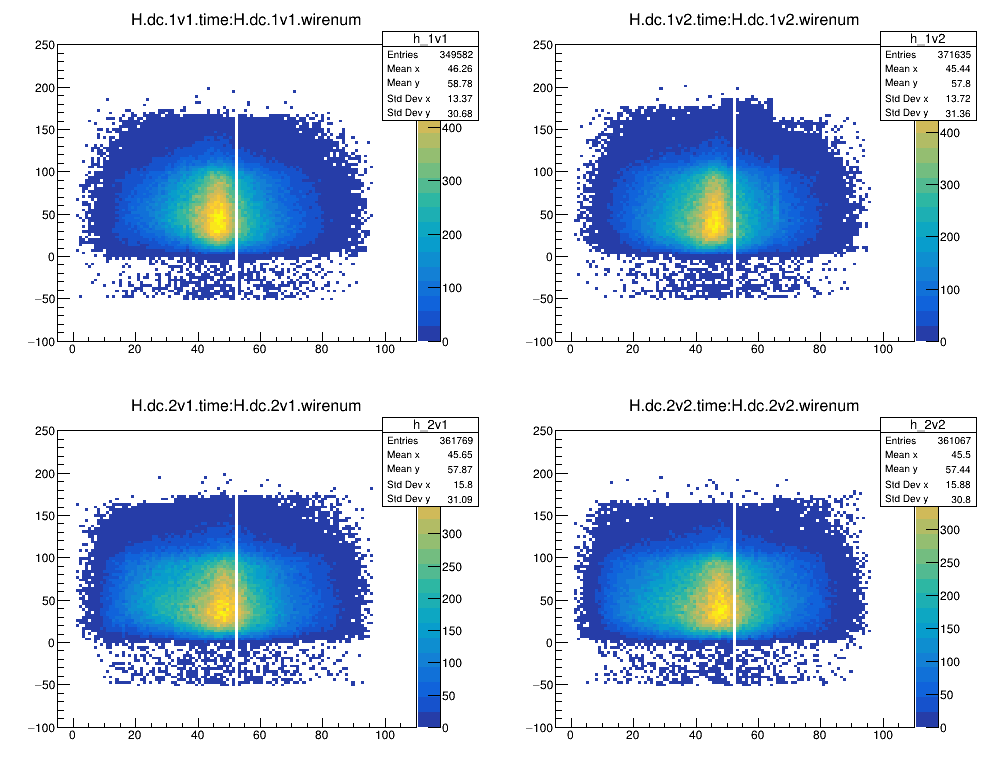 H.dc.1v1.time:H.dc.1v1.wirenum
h_1v1
Entries 349582
Mean x 46.26
Mean y 58.78
Std Dev x 13.37
Std Dev y 30.68
250
200
150
100
50
0
−50
−100
0 20 40 60 80 100
400
300
200
100
0
H.dc.1v2.time:H.dc.1v2.wirenum
h_1v2
Entries 371635
Mean x 45.44
Mean y 57.8
Std Dev x 13.72
Std Dev y 31.36
250
200
150
100
50
0
−50
−100
0 20 40 60 80 100
400
300
200
100
0
H.dc.2v1.time:H.dc.2v1.wirenum
h_2v1
Entries 361769
Mean x 45.65
Mean y 57.87
Std Dev x 15.8
Std Dev y 31.09
250
200
150
100
50
0
−50
−100
0 20 40 60 80 100
300
250
200
150
100
50
0
H.dc.2v2.time:H.dc.2v2.wirenum
h_2v2
Entries 361067
Mean x 45.5
Mean y 57.44
Std Dev x 15.88
Std Dev y 30.8
250
200
150
100
50
0
−50
−100
0 20 40 60 80 100
300
250
200
150
100
50
0